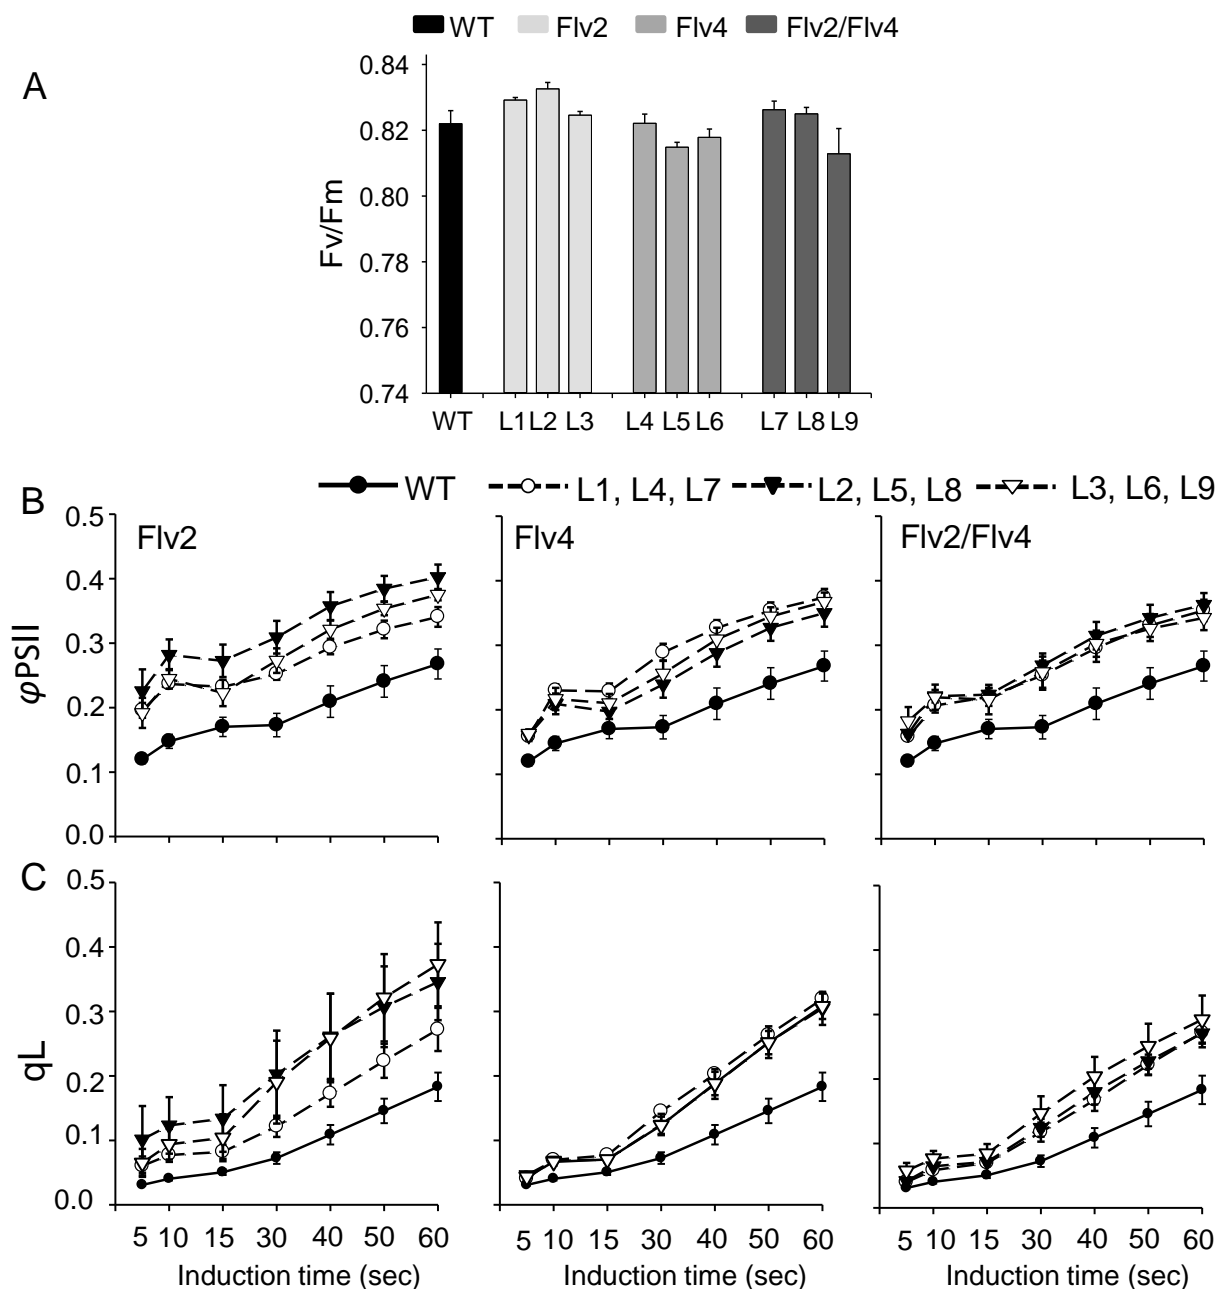 WT Flv2 Flv4 Flv2/Flv4
A
0.84
0.82
0.80
0.78
0.76
0.74
Fv/Fm
WT L1 L2 L3 L4 L5 L6 L7 L8 L9
WT L1, L4, L7 L2, L5, L8 L3, L6, L9
B
0.5
0.4
0.3
0.2
0.1
0.0
φPSII
Flv2 Flv4 Flv2/Flv4
C
0.5
0.4
0.3
0.2
0.1
0.0
qL
5 10 15 30 40 50 60 5 10 15 30 40 50 60 5 10 15 30 40 50 60
Induction time (sec) Induction time (sec) Induction time (sec)